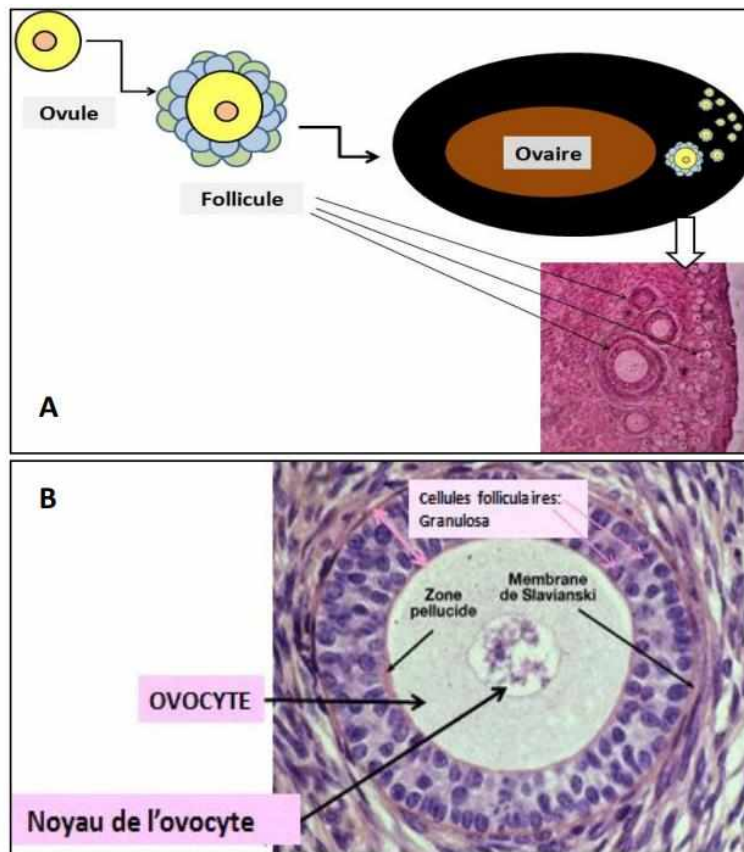 Ovule
Ovaire
Follicule
A
B
Cellules folliculaires:
Granulosa
Zone
pellucide
Membrane
de Slavianski
OVOCYTE
Noyau de l’ovocyte